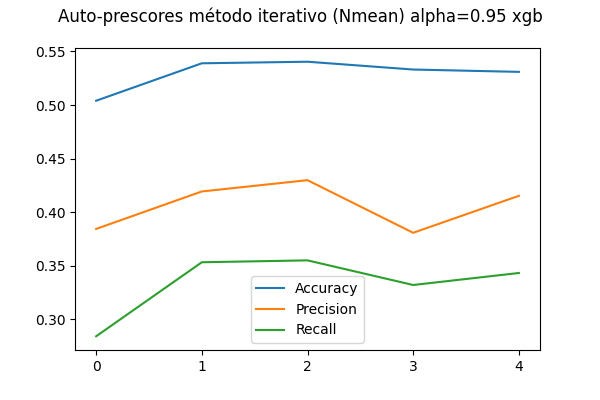 Auto-prescores método iterativo (Nmean) alpha=0.95 xgb
0.55
0.50
0.45
0.40
0.35
0.30
Accuracy
Precision
Recall
0 1 2 3 4